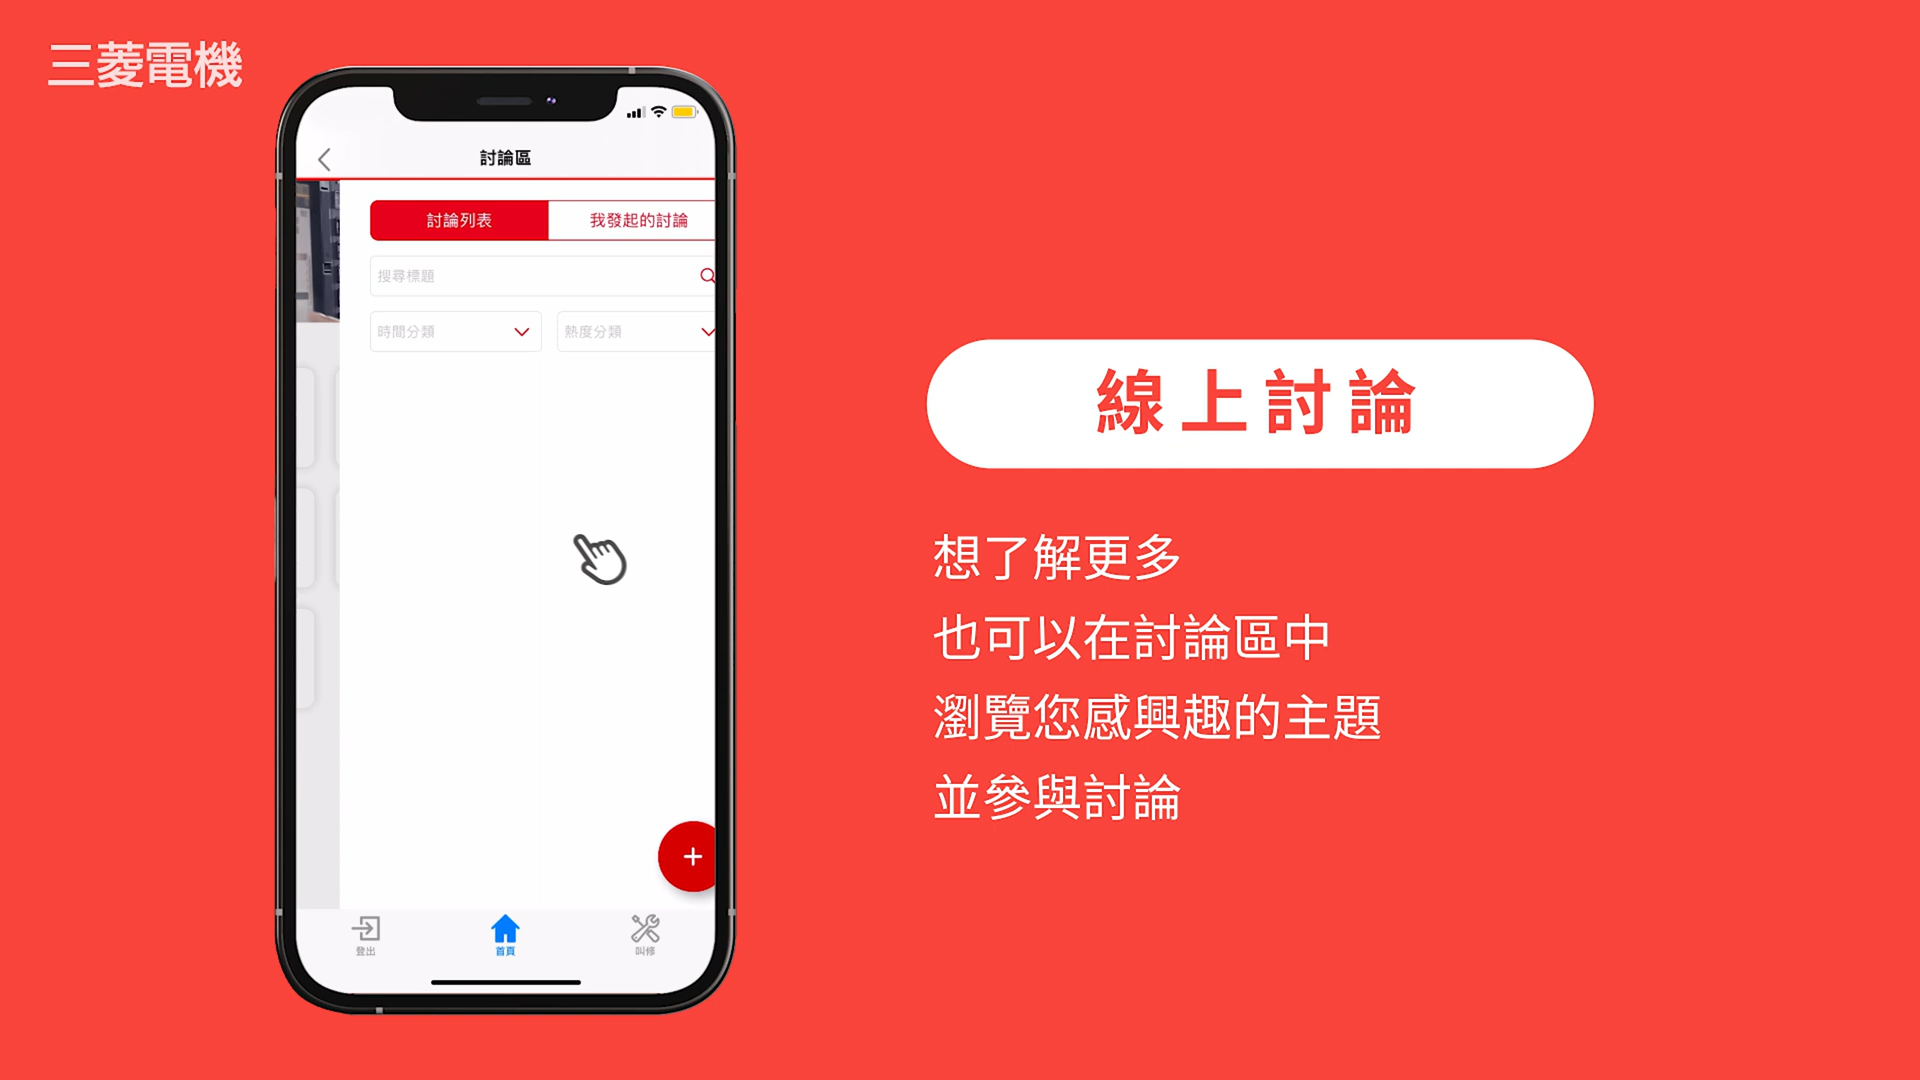 三菱電機
討論區
討論列表
我發起的討論
搜尋標題
時間分類
熱度分類
登出
首頁
叫修
線上討論
想了解更多
也可以在討論區中
瀏覽您感興趣的主題
並參與討論